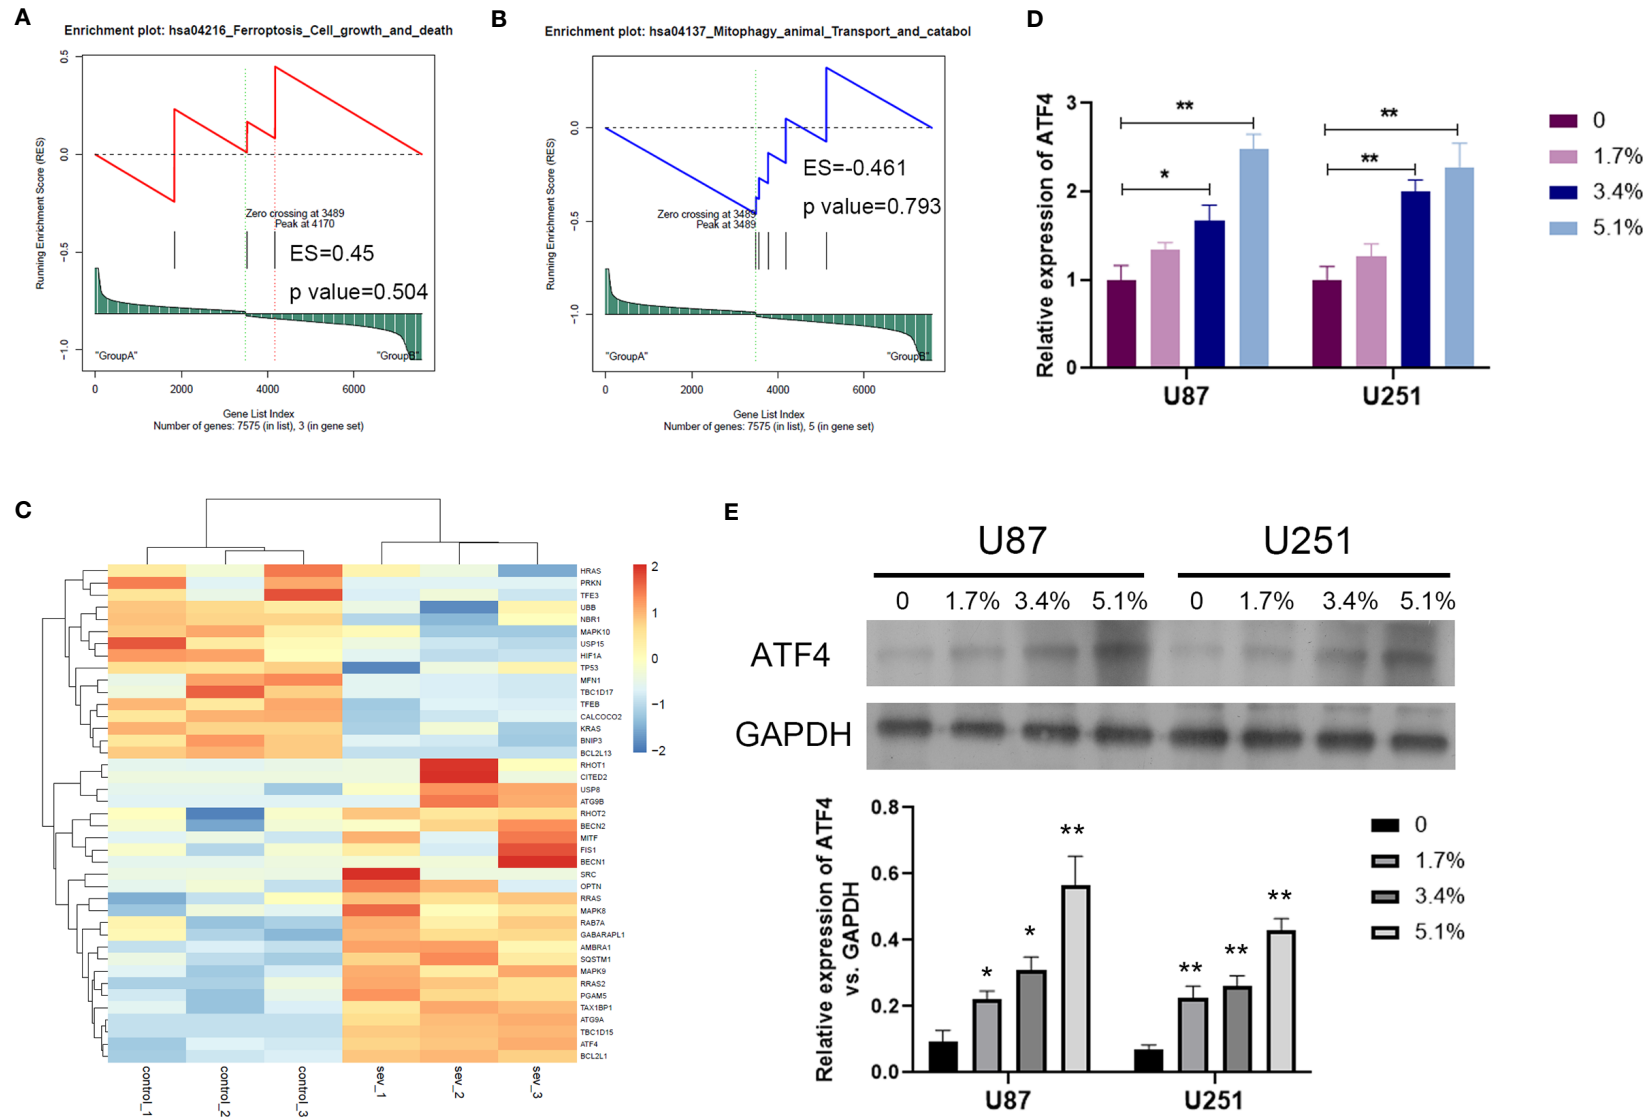 A
Enrichment plot: hsa04216_Ferroptosis_Cell_growth_and_death
Running Enrichment Score (RES)
0.5
0.0
−0.5
−1.0
Zero crossing at 3489
Peak at 4170
ES=0.45
p value=0.504
"GroupA"
"GroupB"
0 2000 4000 6000
Gene List Index
Number of genes: 7575 (in list), 3 (in gene set)
B
Enrichment plot: hsa04137_Mitophagy_animal_Transport_and_catabol
Running Enrichment Score (RES)
0.0
−0.5
−1.0
ES=-0.461
p value=0.793
Zero crossing at 3489
Peak at 3489
"GroupA"
"GroupB"
0 2000 4000 6000
Gene List Index
Number of genes: 7575 (in list), 5 (in gene set)
D
Relative expression of ATF4
3
2
1
0
** 
*
**
**
U87 U251
0
1.7%
3.4%
5.1%
C
HRAS
PRKN
TFE3
UBB
NBR1
MAPK10
USP15
HIF1A
TP53
MFN1
TBC1D17
TFEB
CALCOCO2
KRAS
BNIP3
BCL2L13
RHOT1
CITED2
USP8
ATG9B
RHOT2
BECN2
MITF
FIS1
BECN1
SRC
OPTN
RRAS
MAPK8
RAB7A
GABARAPL1
AMBRA1
SQSTM1
MAPK9
RRAS2
PGAM5
TAX1BP1
ATG9A
TBC1D15
ATF4
BCL2L1
control_1 control_2 control_3 sev_1 sev_2 sev_3
2
1
0
−1
−2
E
U87 U251
0 1.7% 3.4% 5.1% 0 1.7% 3.4% 5.1%
ATF4
GAPDH
Relative expression of ATF4
vs. GAPDH
0.8
0.6
0.4
0.2
0.0
* * ** ** ** **
U87 U251
0
1.7%
3.4%
5.1%